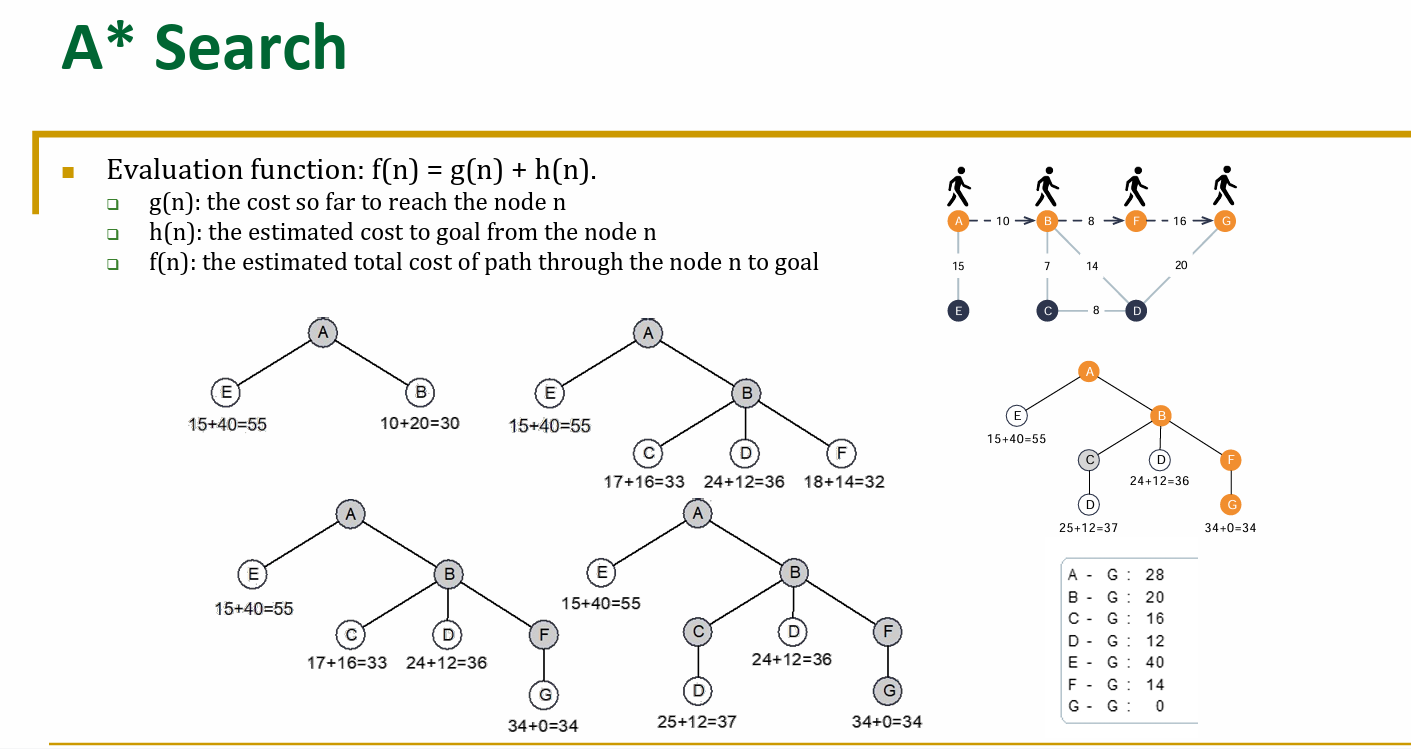 A* Search
Evaluation function: f(n) = g(n) + h(n).
g(n): the cost so far to reach the node n
h(n): the estimated cost to goal from the node n
f(n): the estimated total cost of path through the node n to goal
A 10 B 8 F 16 G
15 7 14 20
E C 8 D
A
E B
15+40=55 10+20=30
A
E B
15+40=55
C D F
17+16=33 24+12=36 18+14=32
A
E B
15+40=55
C D F
17+16=33 24+12=36
G
34+0=34
A
E B
15+40=55
C D F
24+12=36
D G
25+12=37 34+0=34
A
E B
15+40=55
C D F
24+12=36
D G
25+12=37 34+0=34
A - G : 28
B - G : 20
C - G : 16
D - G : 12
E - G : 40
F - G : 14
G - G : 0